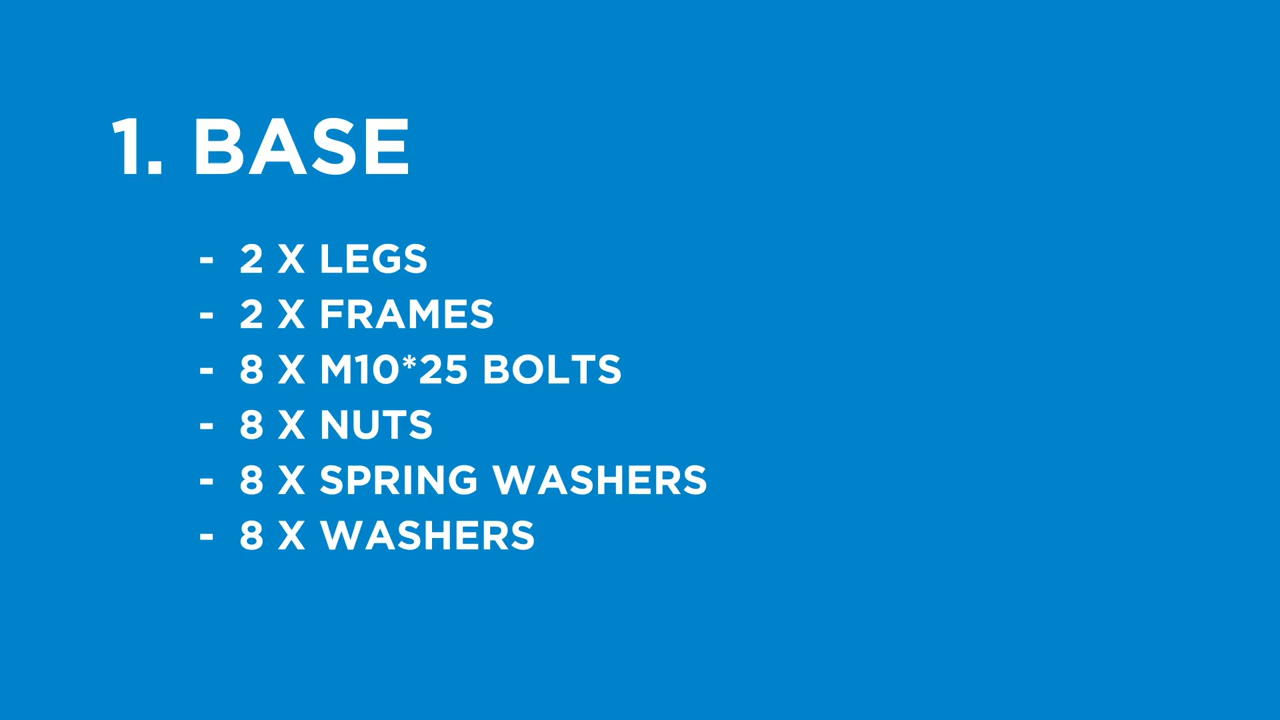 1. BASE
- 2 X LEGS
- 2 X FRAMES
- 8 X M10*25 BOLTS
- 8 X NUTS
- 8 X SPRING WASHERS
- 8 X WASHERS